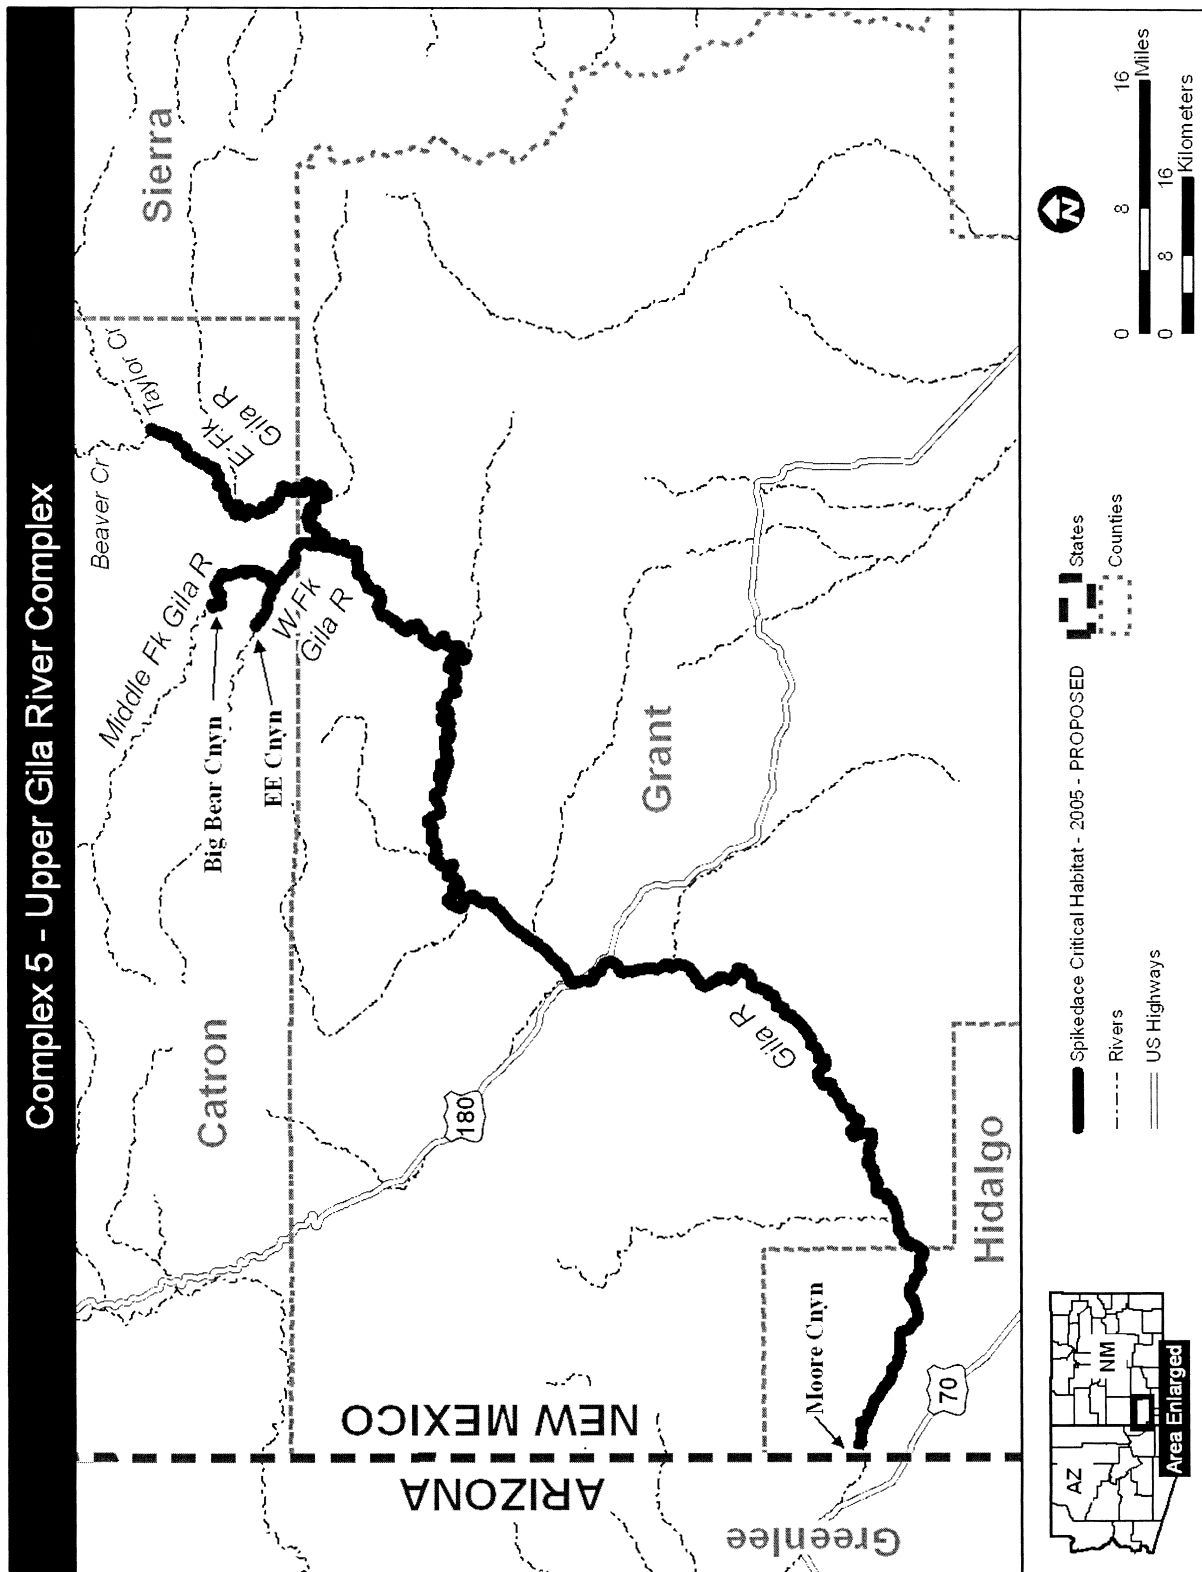 Complex 5 - Upper Gila River Complex
Sierra
Taylor Cr
Beaver Cr
E Fk
Gila R
Middle Fk Gila R
W Fk
Gila R
Big Bear Cnyn
EE Cnyn
Catron
Grant
180
Gila R
Hidalgo
Moore Cnyn
70
NEW MEXICO
ARIZONA
Greenlee
AZ
NM
Area Enlarged
Spikedace Critical Habitat - 2005 - PROPOSED
Rivers
US Highways
States
Counties
N
0 8 16
Miles
0 8 16
Kilometers